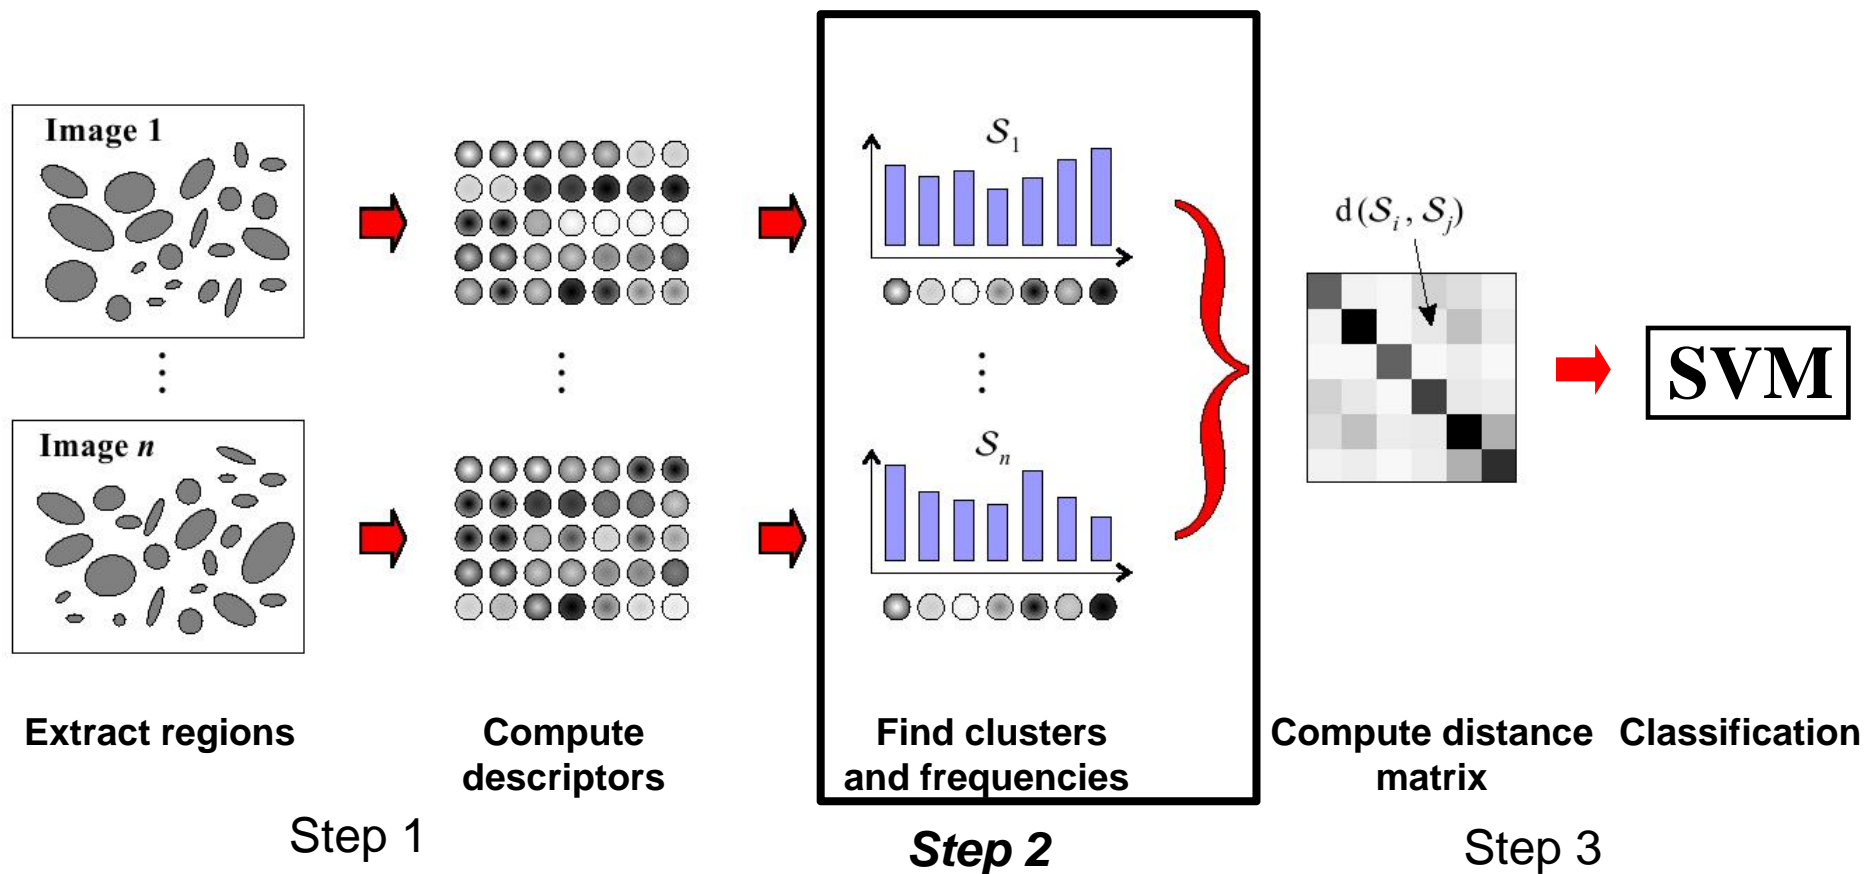 Image 1
S₁
d(Sᵢ, Sⱼ)
SVM
Image n
Sₙ
Extract regions
Compute
descriptors
Find clusters
and frequencies
Compute distance
matrix
Classification
Step 1
Step 2
Step 3